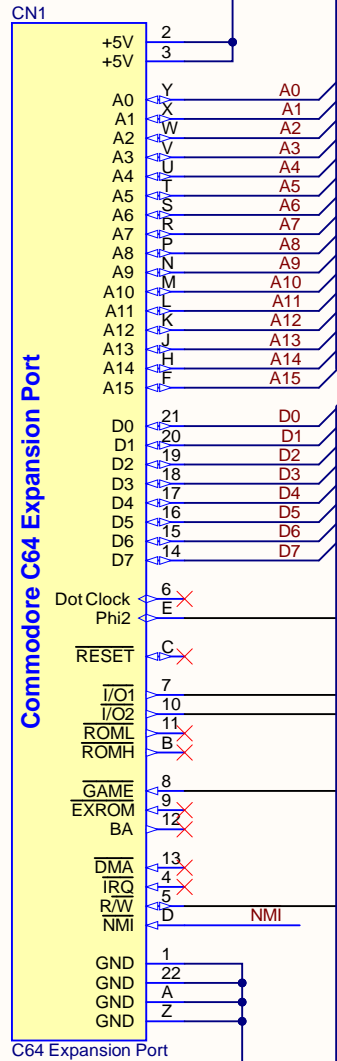 CN1
+5V 2
+5V 3
A0 Y A0
A1 X A1
A2 W A2
A3 V A3
A4 U A4
A5 T A5
A6 S A6
A7 R A7
A8 P A8
A9 N A9
A10 M A10
A11 L A11
A12 K A12
A13 J A13
A14 H A14
A15 F A15
D0 21 D0
D1 20 D1
D2 19 D2
D3 18 D3
D4 17 D4
D5 16 D5
D6 15 D6
D7 14 D7
Commodore C64 Expansion Port
Dot Clock 6
Phi2 E
RESET C
I/O1 7
I/O2 10
ROML 11
ROMH B
GAME 8
EXROM 9
BA 12
DMA 13
IRQ 4
R/W 5
NMI D NMI
GND 1
GND 22
GND A
GND Z
C64 Expansion Port